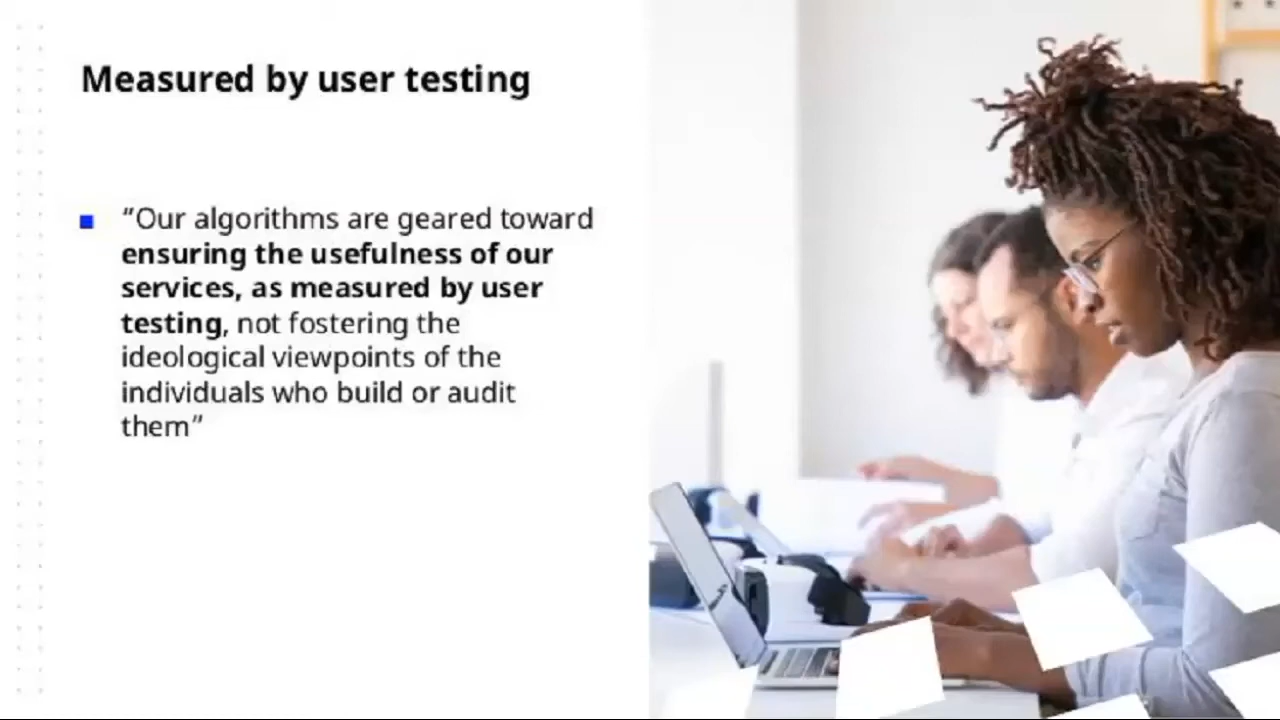 Measured by user testing
“Our algorithms are geared toward
ensuring the usefulness of our
services, as measured by user
testing, not fostering the
ideological viewpoints of the
individuals who build or audit
them”